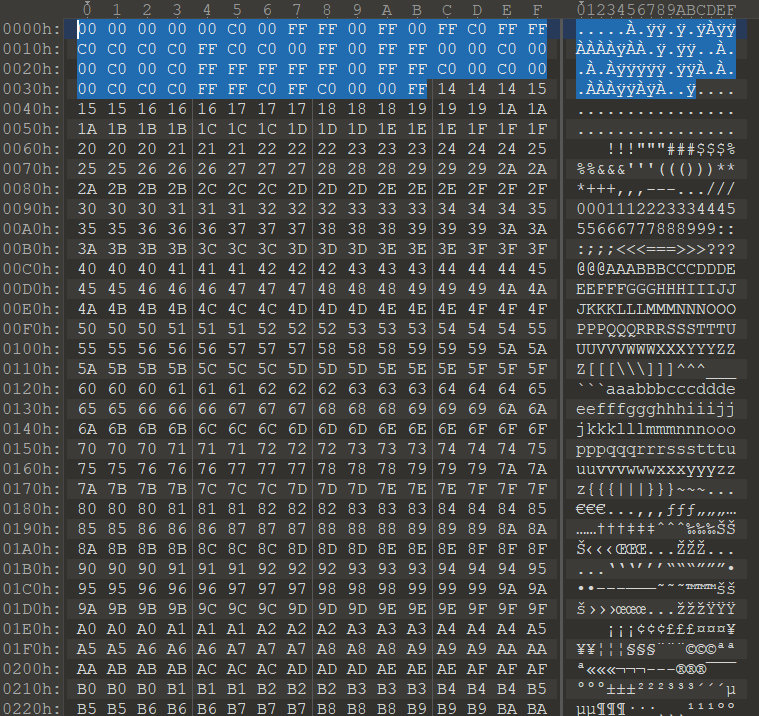 0 1 2 3 4 5 6 7 8 9 A B C D E F 0123456789ABCDEF
0000h: 00 00 00 00 00 C0 00 FF FF 00 FF 00 FF C0 FF FF .....À.ÿÿ.ÿ.ÿÀÿÿ
0010h: C0 C0 C0 C0 FF C0 C0 00 FF 00 FF FF 00 00 C0 00 ÀÀÀÀÿÀÀ.ÿ.ÿÿ..À.
0020h: 00 C0 00 C0 FF FF FF FF FF 00 FF FF C0 00 C0 00 .À.Àÿÿÿÿÿ.ÿÿÀ.À.
0030h: 00 C0 C0 C0 FF FF C0 FF C0 00 00 FF 14 14 14 15 .ÀÀÀÿÿÀÿÀ..ÿ....
0040h: 15 15 16 16 16 17 17 17 18 18 18 19 19 19 1A 1A ................
0050h: 1A 1B 1B 1B 1C 1C 1C 1D 1D 1D 1E 1E 1E 1F 1F 1F ................
0060h: 20 20 20 21 21 21 22 22 22 23 23 23 24 24 24 25    !!!"""###$$$%
0070h: 25 25 26 26 26 27 27 27 28 28 28 29 29 29 2A 2A %%&&&'''((()))**
0080h: 2A 2B 2B 2B 2C 2C 2C 2D 2D 2D 2E 2E 2E 2F 2F 2F *+++,,,---...///
0090h: 30 30 30 31 31 31 32 32 32 33 33 33 34 34 34 35 0001112223334445
00A0h: 35 35 36 36 36 37 37 37 38 38 38 39 39 39 3A 3A 55666777888999::
00B0h: 3A 3B 3B 3B 3C 3C 3C 3D 3D 3D 3E 3E 3E 3F 3F 3F :;;;<<<===>>>???
00C0h: 40 40 40 41 41 41 42 42 42 43 43 43 44 44 44 45 @@@AAABBBCCCDDDE
00D0h: 45 45 46 46 46 47 47 47 48 48 48 49 49 49 4A 4A EEFFFGGGHHHIIIJJ
00E0h: 4A 4B 4B 4B 4C 4C 4C 4D 4D 4D 4E 4E 4E 4F 4F 4F JKKKLLLMMMNNNOOO
00F0h: 50 50 50 51 51 51 52 52 52 53 53 53 54 54 54 55 PPPQQQRRRSSSTTTU
0100h: 55 55 56 56 56 57 57 57 58 58 58 59 59 59 5A 5A UUVVVWWWXXXYYYZZ
0110h: 5A 5B 5B 5B 5C 5C 5C 5D 5D 5D 5E 5E 5E 5F 5F 5F Z[[[\\\]]]^^^___
0120h: 60 60 60 61 61 61 62 62 62 63 63 63 64 64 64 65 ```aaabbbcccddde
0130h: 65 65 66 66 66 67 67 67 68 68 68 69 69 69 6A 6A eefffggghhhiiijj
0140h: 6A 6B 6B 6B 6C 6C 6C 6D 6D 6D 6E 6E 6E 6F 6F 6F jkkklllmmmnnnooo
0150h: 70 70 70 71 71 71 72 72 72 73 73 73 74 74 74 75 pppqqqrrrssstttu
0160h: 75 75 76 76 76 77 77 77 78 78 78 79 79 79 7A 7A uuvvvwwwxxxyyyzz
0170h: 7A 7B 7B 7B 7C 7C 7C 7D 7D 7D 7E 7E 7E 7F 7F 7F z{{{|||}}}~~~...
0180h: 80 80 80 81 81 81 82 82 82 83 83 83 84 84 84 85 €€€...‚‚‚ƒƒƒ„„„…
0190h: 85 85 86 86 86 87 87 87 88 88 88 89 89 89 8A 8A ……†††‡‡‡ˆˆˆ‰‰‰ŠŠ
01A0h: 8A 8B 8B 8B 8C 8C 8C 8D 8D 8D 8E 8E 8E 8F 8F 8F Š‹‹‹ŒŒŒ...ŽŽŽ...
01B0h: 90 90 90 91 91 91 92 92 92 93 93 93 94 94 94 95 ...‘‘‘’’’“““”””•
01C0h: 95 95 96 96 96 97 97 97 98 98 98 99 99 99 9A 9A ••–––———˜˜˜™™™šš
01D0h: 9A 9B 9B 9B 9C 9C 9C 9D 9D 9D 9E 9E 9E 9F 9F 9F š›››œœœ...žžžŸŸŸ
01E0h: A0 A0 A0 A1 A1 A1 A2 A2 A2 A3 A3 A3 A4 A4 A4 A5    ¡¡¡¢¢¢£££¤¤¤¥
01F0h: A5 A5 A6 A6 A6 A7 A7 A7 A8 A8 A8 A9 A9 A9 AA AA ¥¥¦¦¦§§§¨¨¨©©©ªª
0200h: AA AB AB AB AC AC AC AD AD AD AE AE AE AF AF AF ª«««¬¬¬---®®®¯¯¯
0210h: B0 B0 B0 B1 B1 B1 B2 B2 B2 B3 B3 B3 B4 B4 B4 B5 °°°±±±²²²³³³´´´µ
0220h: B5 B5 B6 B6 B6 B7 B7 B7 B8 B8 B8 B9 B9 B9 BA BA µµ¶¶¶···¸¸¸¹¹¹ºº